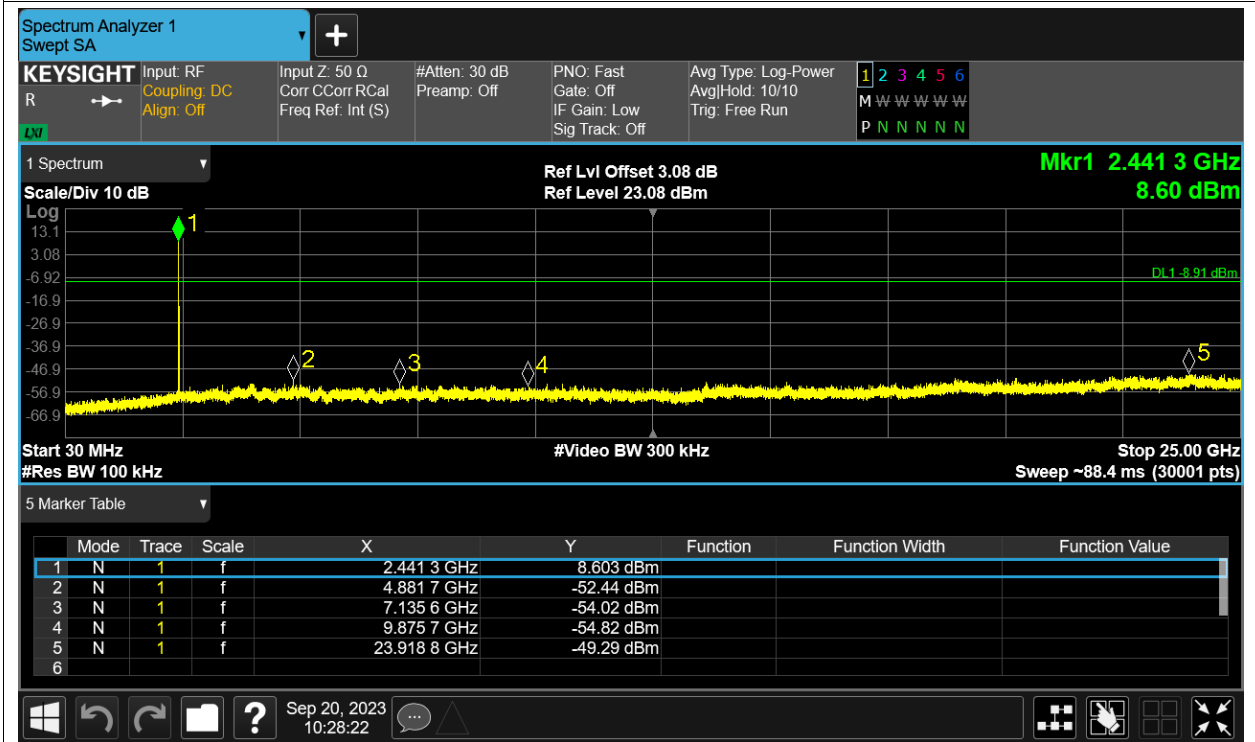 Spectrum Analyzer 1
Swept SA
+
KEYSIGHT Input: RF Input Z: 50 Ω #Atten: 30 dB PNO: Fast Avg Type: Log-Power 1 2 3 4 5 6
R Coupling: DC Corr CCorr RCal Preamp: Off Gate: Off Avg|Hold: 10/10 M W W W W W
Align: Off Freq Ref: Int (S) IF Gain: Low Trig: Free Run
LXI Sig Track: Off P N N N N N
1 Spectrum Ref Lvl Offset 3.08 dB Mkr1 2.441 3 GHz
Scale/Div 10 dB Ref Level 23.08 dBm 8.60 dBm
Log
1
13.1
3.08
-6.92 DL1 -8.91 dBm
-16.9
-26.9
-36.9
2 3 4 5
-46.9
-56.9
-66.9
Start 30 MHz #Video BW 300 kHz Stop 25.00 GHz
#Res BW 100 kHz Sweep ~88.4 ms (30001 pts)
5 Marker Table
Mode Trace Scale X Y Function Function Width Function Value
1 N 1 f 2.441 3 GHz 8.603 dBm
2 N 1 f 4.881 7 GHz -52.44 dBm
3 N 1 f 7.135 6 GHz -54.02 dBm
4 N 1 f 9.875 7 GHz -54.82 dBm
5 N 1 f 23.918 8 GHz -49.29 dBm
6
? Sep 20, 2023
10:28:22